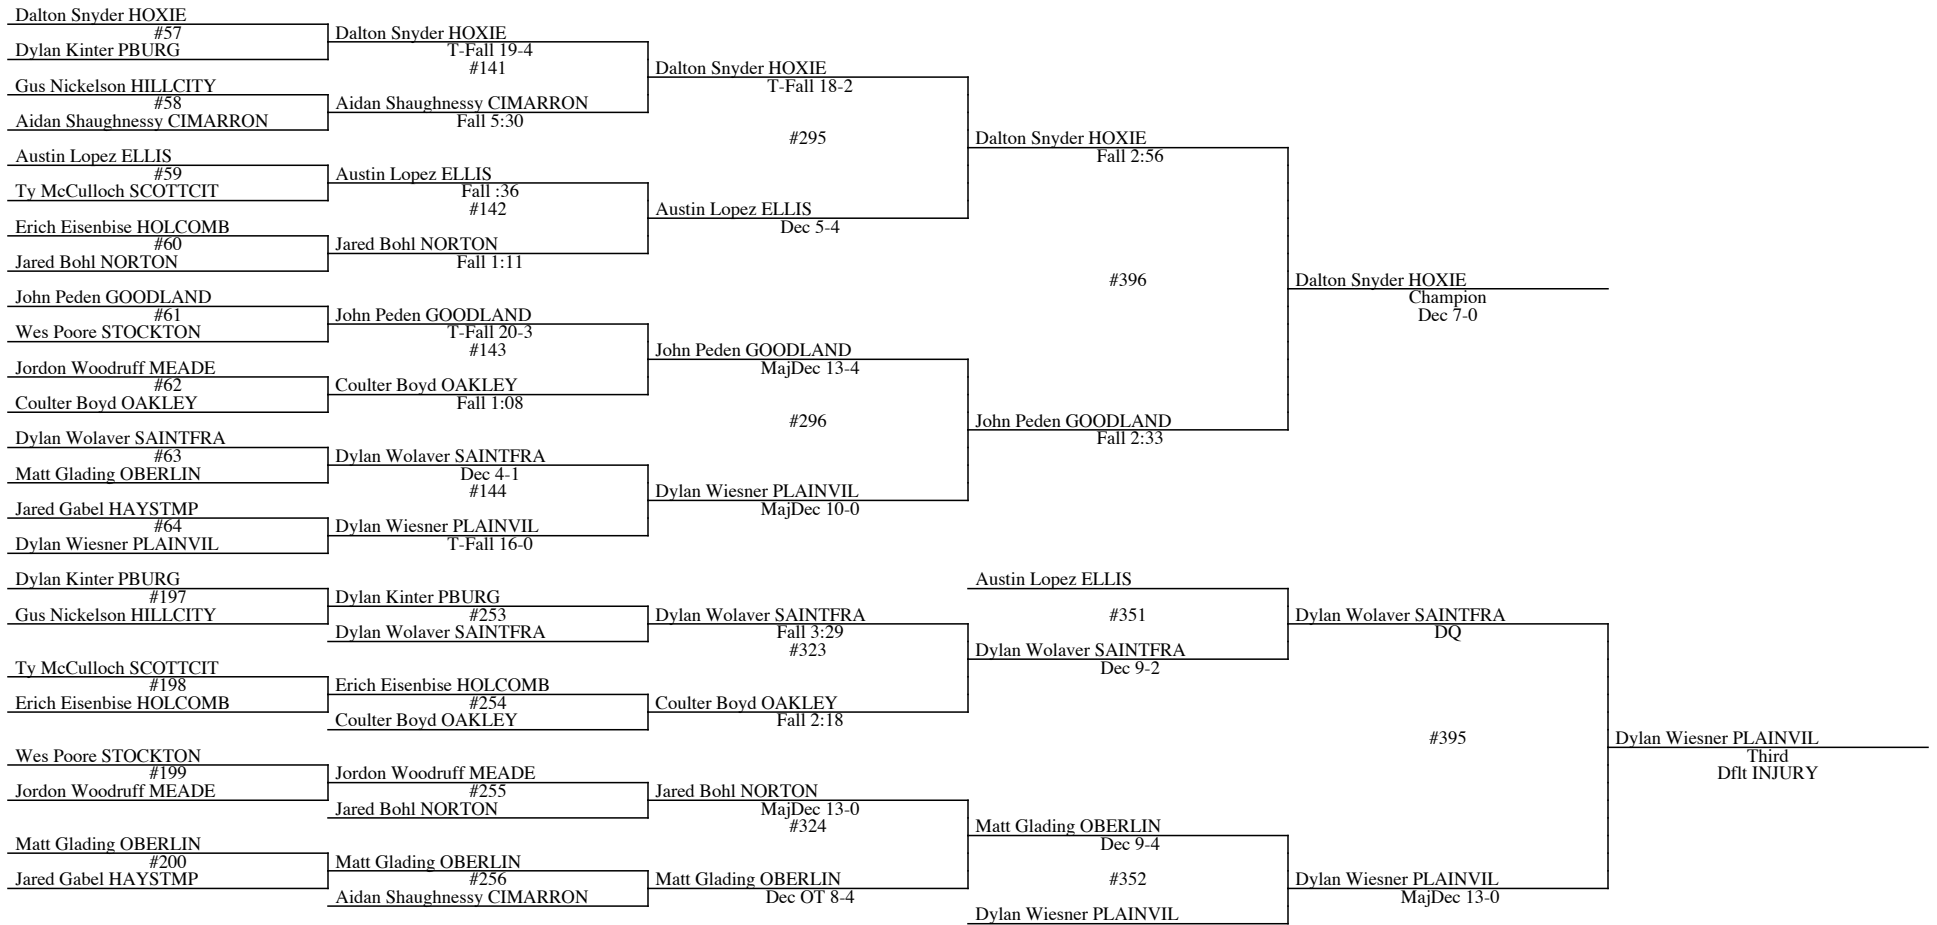 Dalton Snyder HOXIE
#57
Dylan Kinter PBURG
Gus Nickelson HILLCITY
#58
Aidan Shaughnessy CIMARRON
Austin Lopez ELLIS
#59
Ty McCulloch SCOTTCIT
Erich Eisenbise HOLCOMB
#60
Jared Bohl NORTON
John Peden GOODLAND
#61
Wes Poore STOCKTON
Jordon Woodruff MEADE
#62
Coulter Boyd OAKLEY
Dylan Wolaver SAINTFRA
#63
Matt Glading OBERLIN
Jared Gabel HAYSTMP
#64
Dylan Wiesner PLAINVIL
Dalton Snyder HOXIE
T-Fall 19-4
#141
Aidan Shaughnessy CIMARRON
Fall 5:30
Austin Lopez ELLIS
Fall :36
#142
Jared Bohl NORTON
Fall 1:11
John Peden GOODLAND
T-Fall 20-3
#143
Coulter Boyd OAKLEY
Fall 1:08
Dylan Wolaver SAINTFRA
Dec 4-1
#144
Dylan Wiesner PLAINVIL
T-Fall 16-0
Dalton Snyder HOXIE
T-Fall 18-2
#295
Austin Lopez ELLIS
Dec 5-4
John Peden GOODLAND
MajDec 13-4
#296
Dylan Wiesner PLAINVIL
MajDec 10-0
Dalton Snyder HOXIE
Fall 2:56
#396
John Peden GOODLAND
Fall 2:33
Dalton Snyder HOXIE
Champion
Dec 7-0
Dylan Kinter PBURG
#197
Gus Nickelson HILLCITY
Ty McCulloch SCOTTCIT
#198
Erich Eisenbise HOLCOMB
Wes Poore STOCKTON
#199
Jordon Woodruff MEADE
Matt Glading OBERLIN
#200
Jared Gabel HAYSTMP
Dylan Kinter PBURG
#253
Dylan Wolaver SAINTFRA
Erich Eisenbise HOLCOMB
#254
Coulter Boyd OAKLEY
Jordon Woodruff MEADE
#255
Jared Bohl NORTON
Matt Glading OBERLIN
#256
Aidan Shaughnessy CIMARRON
Dylan Wolaver SAINTFRA
Fall 3:29
#323
Coulter Boyd OAKLEY
Fall 2:18
Jared Bohl NORTON
MajDec 13-0
#324
Matt Glading OBERLIN
Dec OT 8-4
Austin Lopez ELLIS
#351
Dylan Wolaver SAINTFRA
Dec 9-2
Matt Glading OBERLIN
Dec 9-4
#352
Dylan Wiesner PLAINVIL
Dylan Wolaver SAINTFRA
DQ
#395
Dylan Wiesner PLAINVIL
MajDec 13-0
Dylan Wiesner PLAINVIL
Third
Dflt INJURY